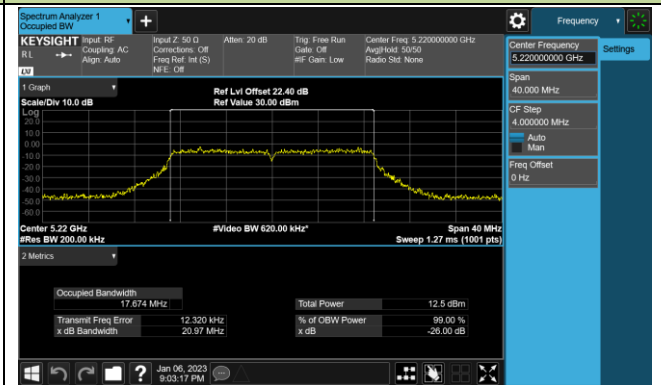 Spectrum Analyzer 1
Occupied BW
+
Frequency
KEYSIGHT
R L
LXI
Input: RF
Coupling: AC
Align: Auto
Input Z: 50 Ω
Corrections: Off
Freq Ref: Int (S)
NFE: Off
Atten: 20 dB
Trig: Free Run
Gate: Off
#IF Gain: Low
Center Freq: 5.220000000 GHz
Avg|Hold: 50/50
Radio Std: None
Center Frequency
5.22000000 GHz
Settings
Span
40.000 MHz
CF Step
4.000000 MHz
Auto
Man
Freq Offset
0 Hz
1 Graph
Scale/Div 10.0 dB
Ref Lvl Offset 22.40 dB
Ref Value 30.00 dBm
Log
20.0
10.0
0.00
-10.0
-20.0
-30.0
-40.0
-50.0
-60.0
Center 5.22 GHz
#Video BW 620.00 kHz*
Span 40 MHz
#Res BW 200.00 kHz
Sweep 1.27 ms (1001 pts)
2 Metrics
Occupied Bandwidth
17.674 MHz
Total Power 12.5 dBm
Transmit Freq Error 12.320 kHz
% of OBW Power 99.00 %
x dB Bandwidth 20.97 MHz
x dB -26.00 dB
?
Jan 06, 2023
9:03:17 PM